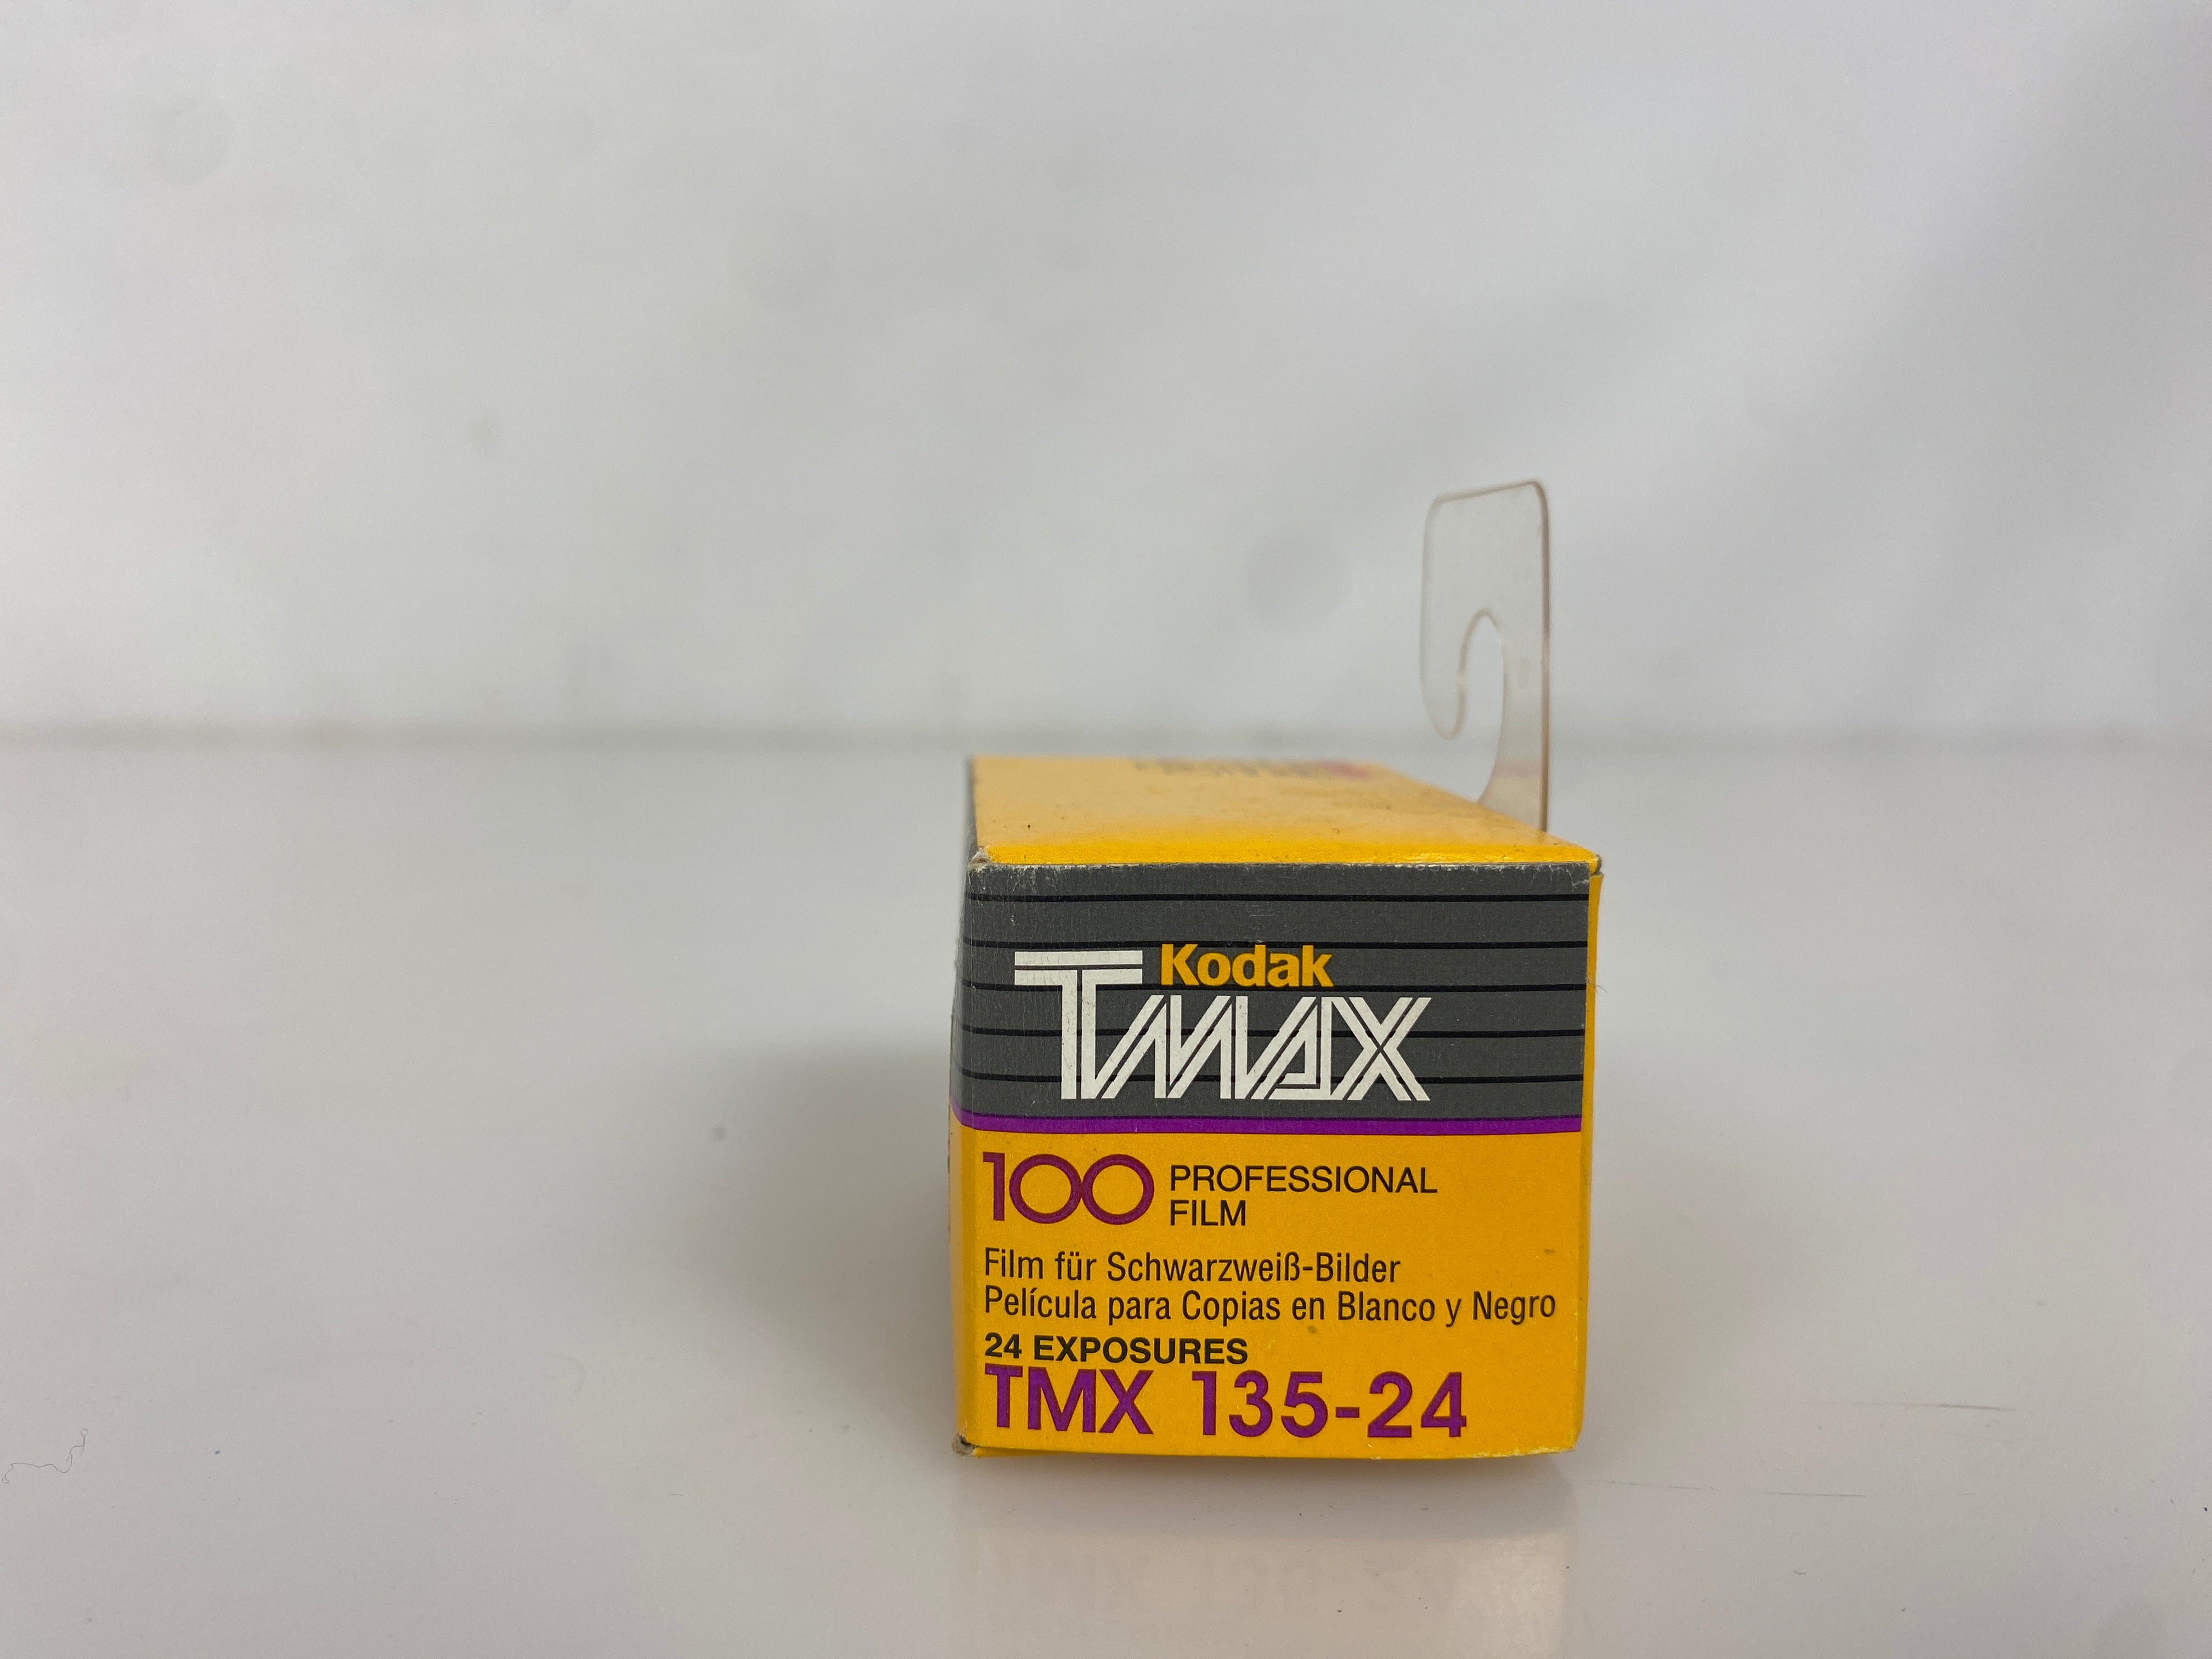 Kodak
TMAX
100 PROFESSIONAL
FILM
Film für Schwarzweiß-Bilder
Película para Copias en Blanco y Negro
24 EXPOSURES
TMX 135-24